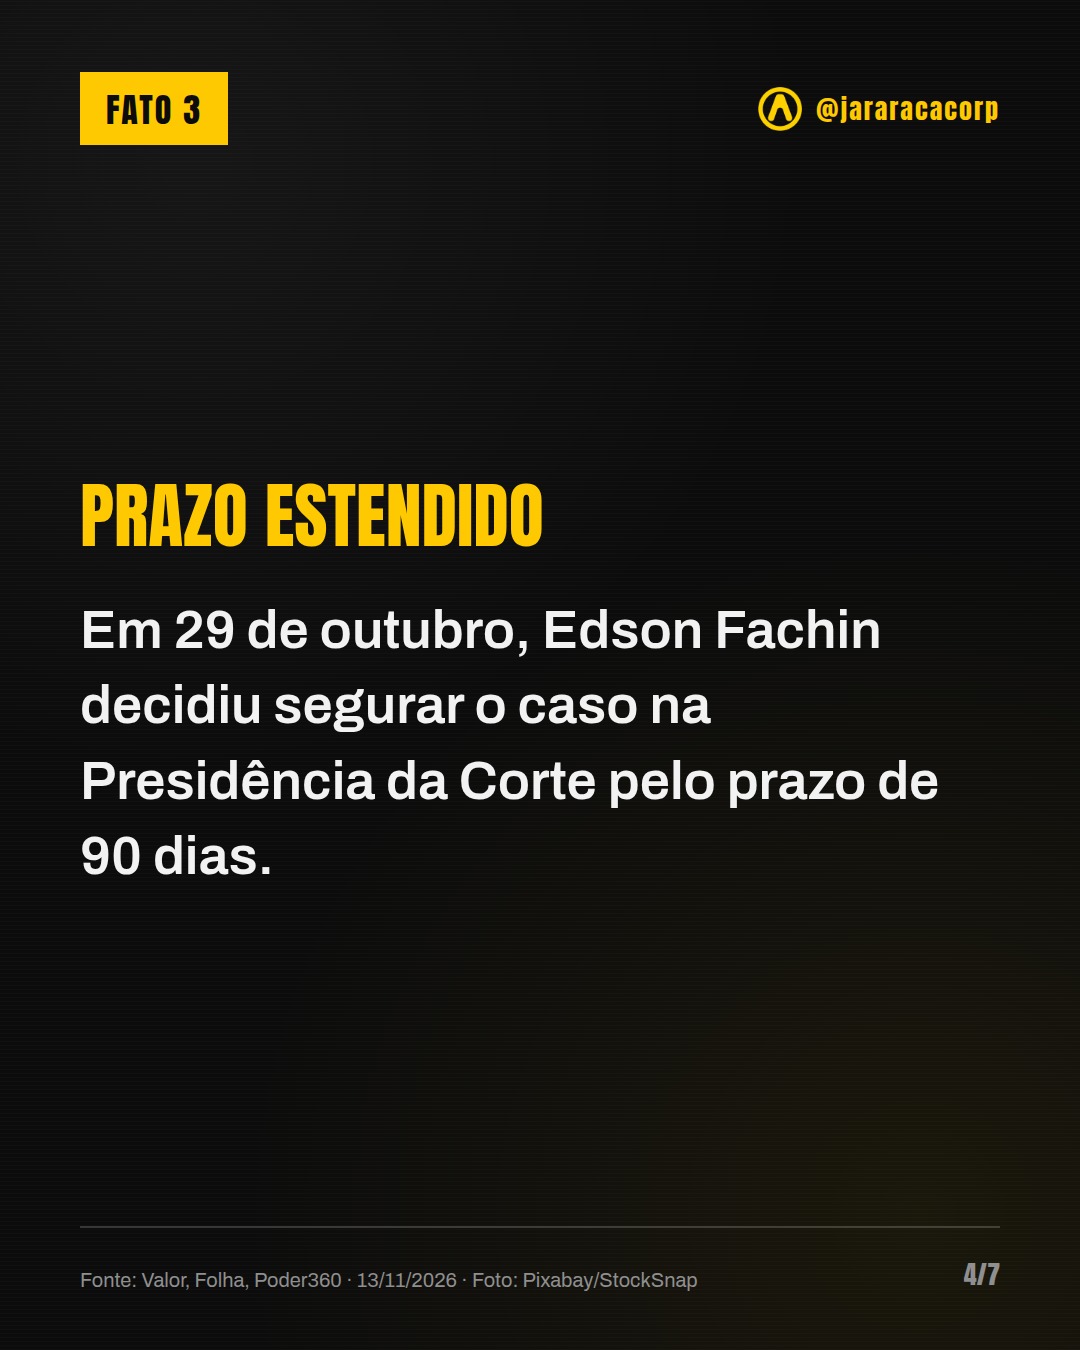 FATO 3
@jararacacorp
PRAZO ESTENDIDO
Em 29 de outubro, Edson Fachin
decidiu segurar o caso na
Presidência da Corte pelo prazo de
90 dias.
Fonte: Valor, Folha, Poder360 · 13/11/2026 · Foto: Pixabay/StockSnap
4/7